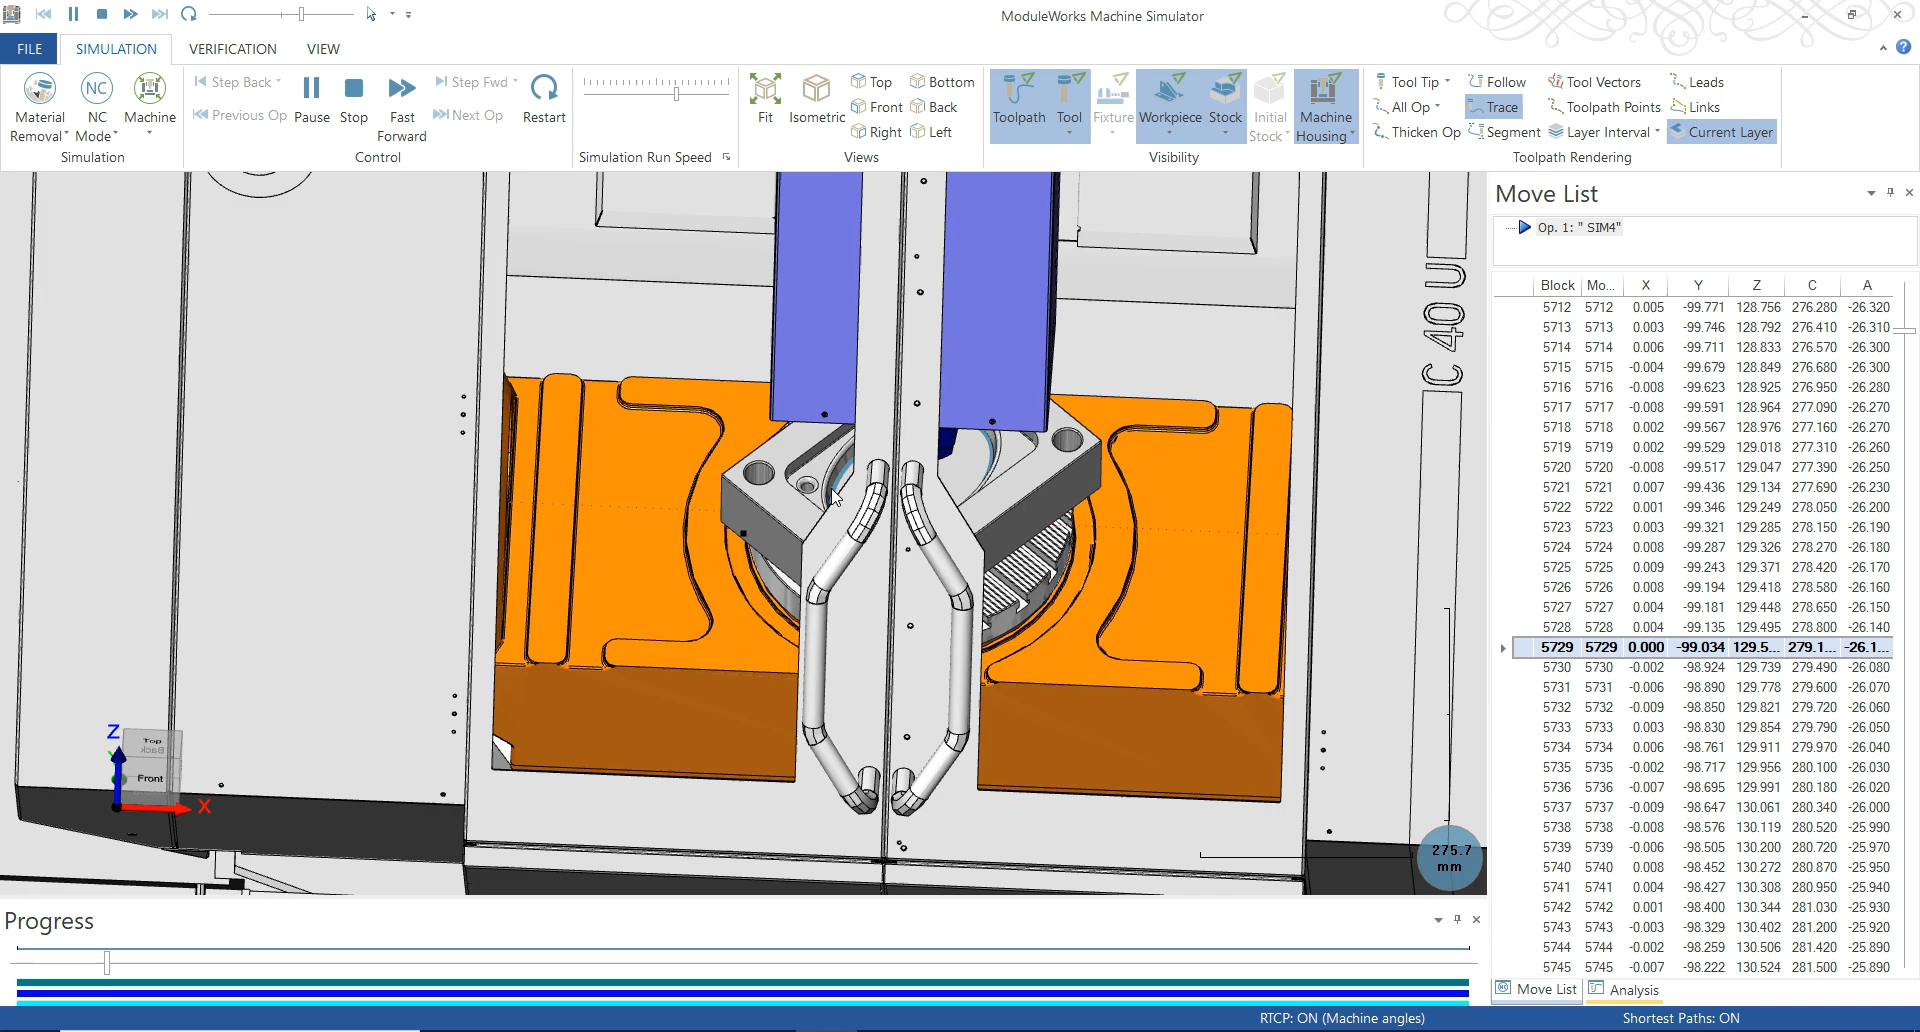 ModuleWorks Machine Simulator
FILE SIMULATION VERIFICATION VIEW
Material Removal NC Mode Machine
Simulation
Step Back Previous Op Pause Stop Fast Forward Step Fwd Next Op Restart
Control
Simulation Run Speed
Fit Isometric Top Bottom Front Back Right Left
Views
Toolpath Tool Fixture Workpiece Stock Initial Stock Machine Housing
Visibility
Tool Tip Follow Tool Vectors Leads
All Op Trace Toolpath Points Links
Thicken Op Segment Layer Interval Current Layer
Toolpath Rendering
C 40 U
Z
Top
Back
Front
X
275.7
mm
Move List
Op. 1: " SIM4"
Block Mo... X Y Z C A
5712 5712 0.005 -99.771 128.756 276.280 -26.320
5713 5713 0.003 -99.746 128.792 276.410 -26.310
5714 5714 0.006 -99.711 128.833 276.570 -26.300
5715 5715 -0.004 -99.679 128.849 276.680 -26.300
5716 5716 -0.008 -99.623 128.925 276.950 -26.280
5717 5717 -0.008 -99.591 128.964 277.090 -26.270
5718 5718 0.002 -99.567 128.976 277.160 -26.270
5719 5719 0.002 -99.529 129.018 277.310 -26.260
5720 5720 -0.008 -99.517 129.047 277.390 -26.250
5721 5721 0.007 -99.436 129.134 277.690 -26.230
5722 5722 0.001 -99.346 129.249 278.050 -26.200
5723 5723 0.003 -99.321 129.285 278.150 -26.190
5724 5724 0.008 -99.287 129.326 278.270 -26.180
5725 5725 0.009 -99.243 129.371 278.420 -26.170
5726 5726 0.008 -99.194 129.418 278.580 -26.160
5727 5727 0.004 -99.181 129.448 278.650 -26.150
5728 5728 0.004 -99.135 129.495 278.800 -26.140
5729 5729 0.000 -99.034 129.5... 279.1... -26.1...
5730 5730 -0.002 -98.924 129.739 279.490 -26.080
5731 5731 -0.006 -98.890 129.778 279.600 -26.070
5732 5732 -0.009 -98.850 129.821 279.720 -26.060
5733 5733 0.003 -98.830 129.854 279.790 -26.050
5734 5734 0.006 -98.761 129.911 279.970 -26.040
5735 5735 -0.002 -98.717 129.956 280.100 -26.030
5736 5736 -0.007 -98.695 129.991 280.180 -26.020
5737 5737 -0.009 -98.647 130.061 280.340 -26.000
5738 5738 -0.008 -98.576 130.119 280.520 -25.990
5739 5739 -0.006 -98.505 130.200 280.720 -25.970
5740 5740 0.008 -98.452 130.272 280.870 -25.950
5741 5741 0.004 -98.427 130.308 280.950 -25.940
5742 5742 0.001 -98.400 130.344 281.030 -25.930
5743 5743 -0.003 -98.329 130.402 281.200 -25.920
5744 5744 -0.002 -98.259 130.506 281.420 -25.890
5745 5745 -0.007 -98.222 130.524 281.500 -25.890
Move List Analysis
Progress
RTCP: ON (Machine angles) Shortest Paths: ON